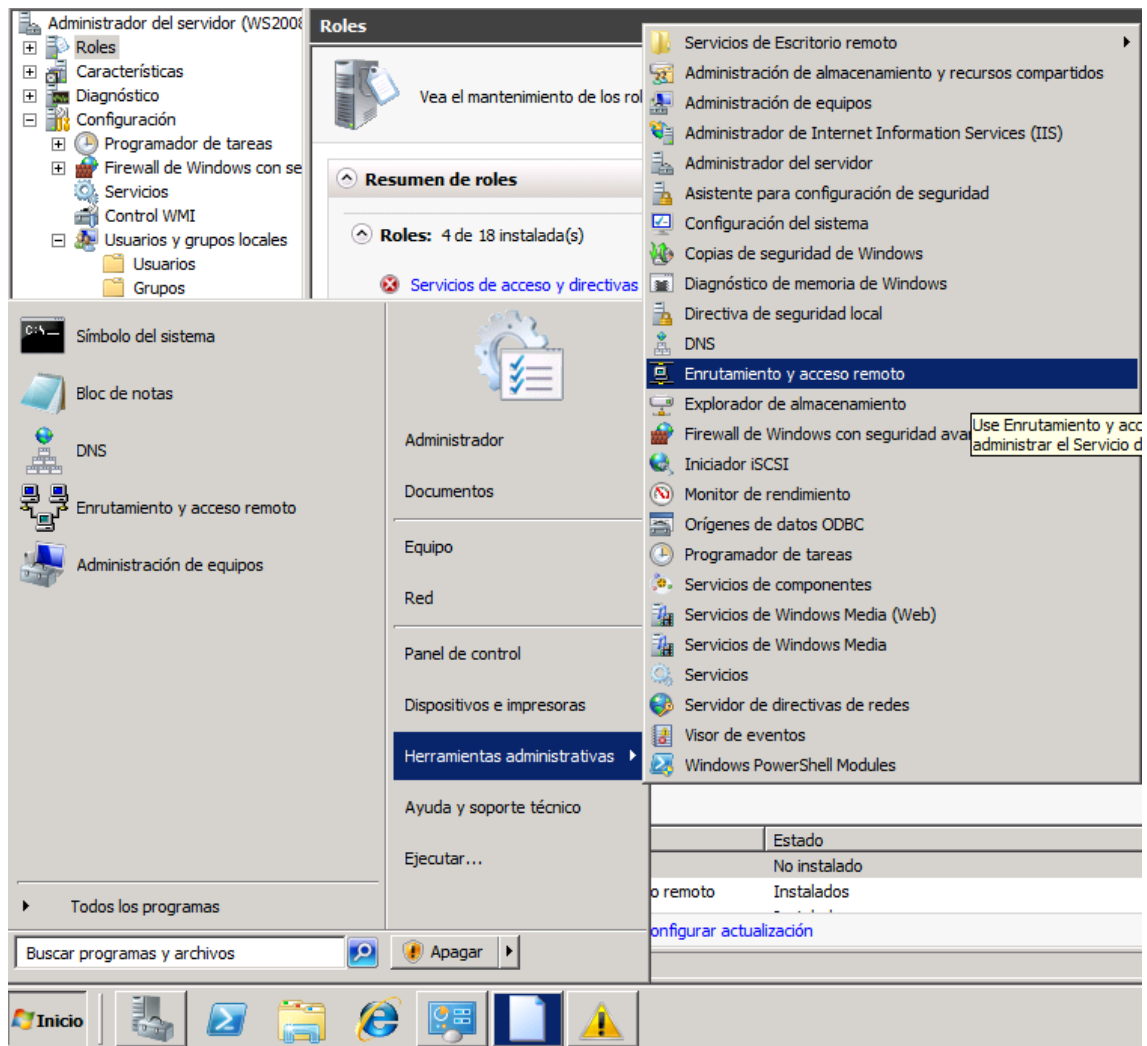 Administrador del servidor (WS2008
Roles
Características
Diagnóstico
Configuración
Programador de tareas
Firewall de Windows con se
Servicios
Control WMI
Usuarios y grupos locales
Usuarios
Grupos
Roles
Vea el mantenimiento de los rol
Resumen de roles
Roles: 4 de 18 instalada(s)
Servicios de acceso y directivas
Símbolo del sistema
Bloc de notas
DNS
Enrutamiento y acceso remoto
Administración de equipos
Todos los programas
Buscar programas y archivos
Administrador
Documentos
Equipo
Red
Panel de control
Dispositivos e impresoras
Herramientas administrativas
Ayuda y soporte técnico
Ejecutar...
Apagar
Servicios de Escritorio remoto
Administración de almacenamiento y recursos compartidos
Administración de equipos
Administrador de Internet Information Services (IIS)
Administrador del servidor
Asistente para configuración de seguridad
Configuración del sistema
Copias de seguridad de Windows
Diagnóstico de memoria de Windows
Directiva de seguridad local
DNS
Enrutamiento y acceso remoto
Explorador de almacenamiento
Firewall de Windows con seguridad ava
Use Enrutamiento y acc
administrar el Servicio d
Iniciador iSCSI
Monitor de rendimiento
Orígenes de datos ODBC
Programador de tareas
Servicios de componentes
Servicios de Windows Media (Web)
Servicios de Windows Media
Servicios
Servidor de directivas de redes
Visor de eventos
Windows PowerShell Modules
Estado
No instalado
o remoto Instalados
onfigurar actualización
Inicio